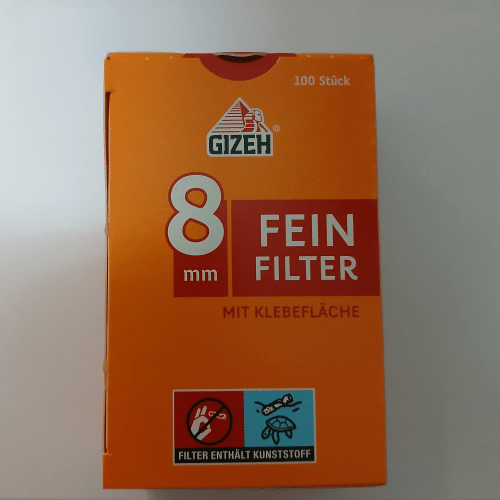 100 Stück
GIZEH®
8
mm
FEIN
FILTER
MIT KLEBEFLÄCHE
FILTER ENTHÄLT KUNSTSTOFF